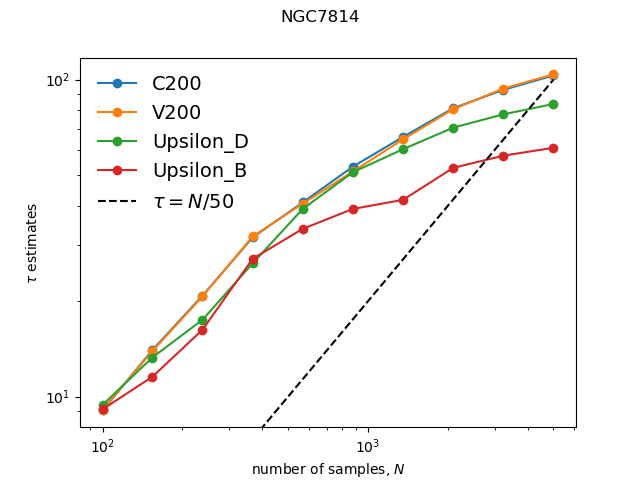 NGC7814
C200
V200
Upsilon_D
Upsilon_B
τ = N/50
τ estimates
10²
10¹
10²
10³
number of samples, N